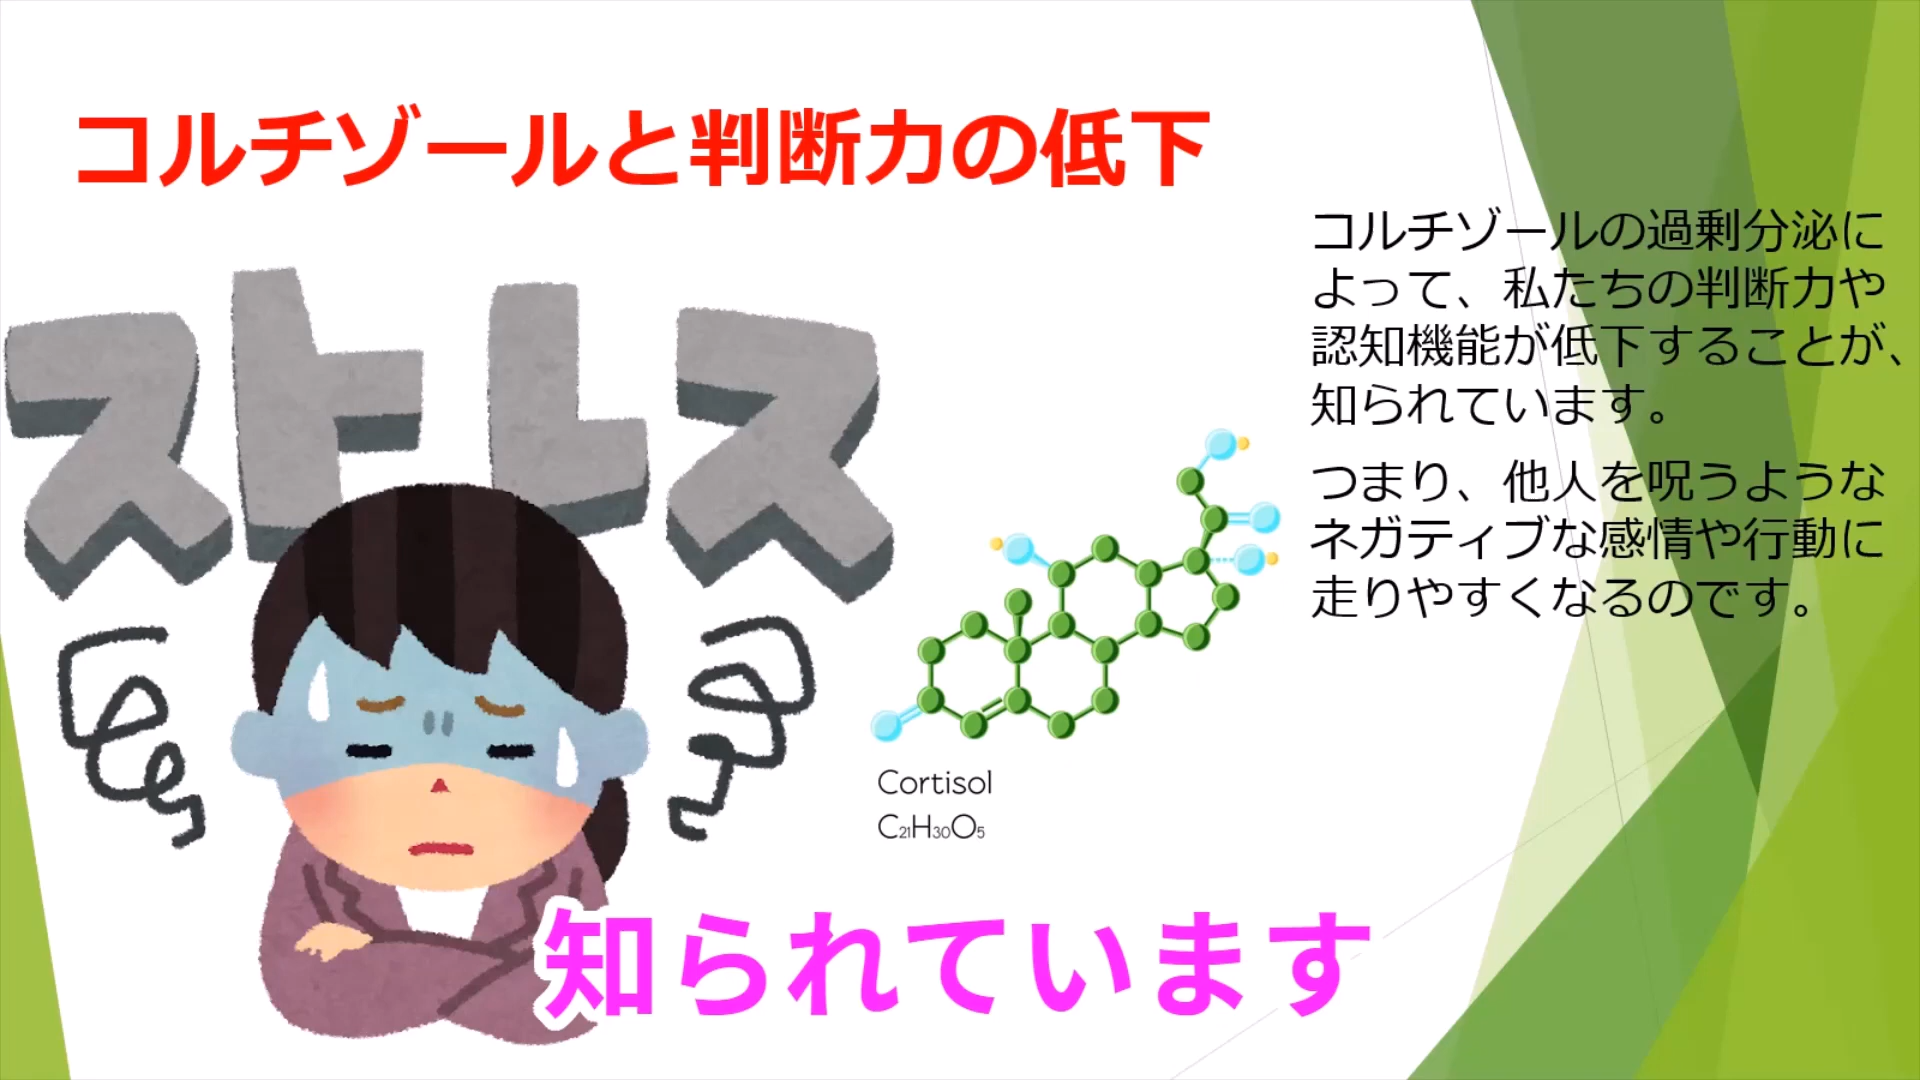 コルチゾールと判断力の低下
ストレス
コルチゾールの過剰分泌に
よって、私たちの判断力や
認知機能が低下することが、
知られています。
つまり、他人を呪うような
ネガティブな感情や行動に
走りやすくなるのです。
Cortisol
C₂₁H₃₀O₅
知られています